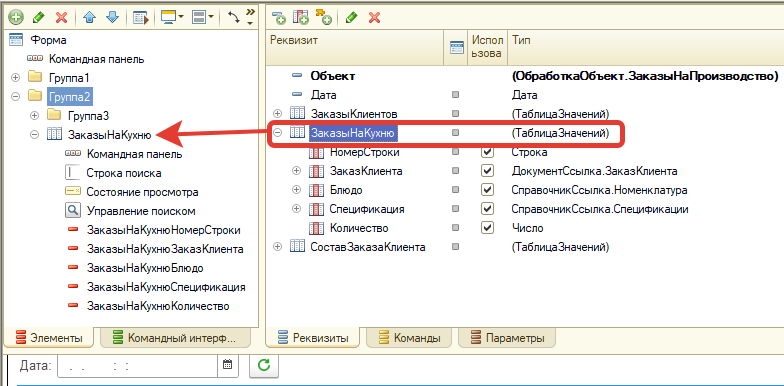 Форма
Командная панель
Группа1
Группа2
Группа3
ЗаказыНаКухню
Командная панель
Строка поиска
Состояние просмотра
Управление поиском
ЗаказыНаКухнюНомерСтроки
ЗаказыНаКухнюЗаказКлиента
ЗаказыНаКухнюБлюдо
ЗаказыНаКухнюСпецификация
ЗаказыНаКухнюКоличество
Элементы Командный интерф...
Реквизит Испол Тип
ьзова
Объект (ОбработкаОбъект.ЗаказыНаПроизводство)
Дата Дата
ЗаказыКлиентов (ТаблицаЗначений)
ЗаказыНаКухню (ТаблицаЗначений)
НомерСтроки Строка
ЗаказКлиента ДокументСсылка.ЗаказКлиента
Блюдо СправочникСсылка.Номенклатура
Спецификация СправочникСсылка.Спецификации
Количество Число
СоставЗаказаКлиента (ТаблицаЗначений)
Реквизиты Команды Параметры
Дата: . . : :